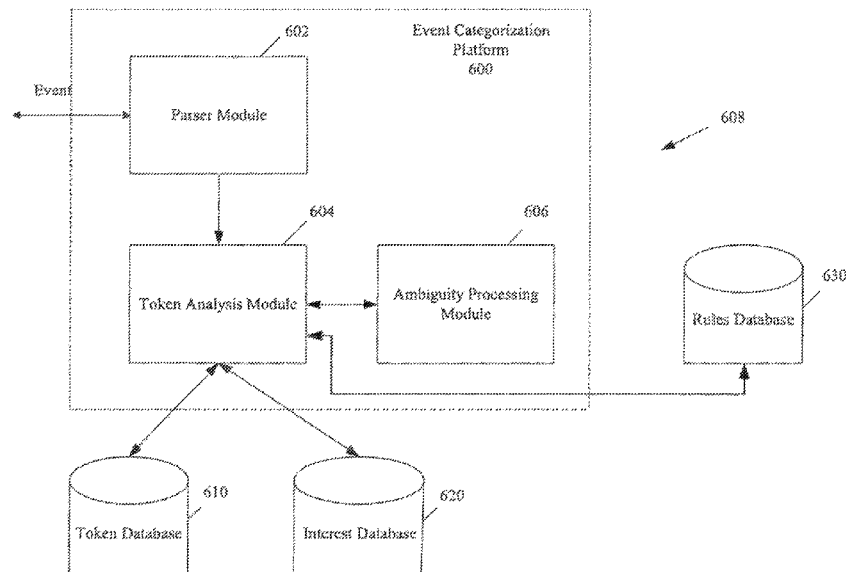 602
Event Categorization
Platform
600
Event
Parser Module
608
604
606
Token Analysis Module
Ambiguity Processing
Module
630
Rules Database
610
620
Token Database
Interest Database